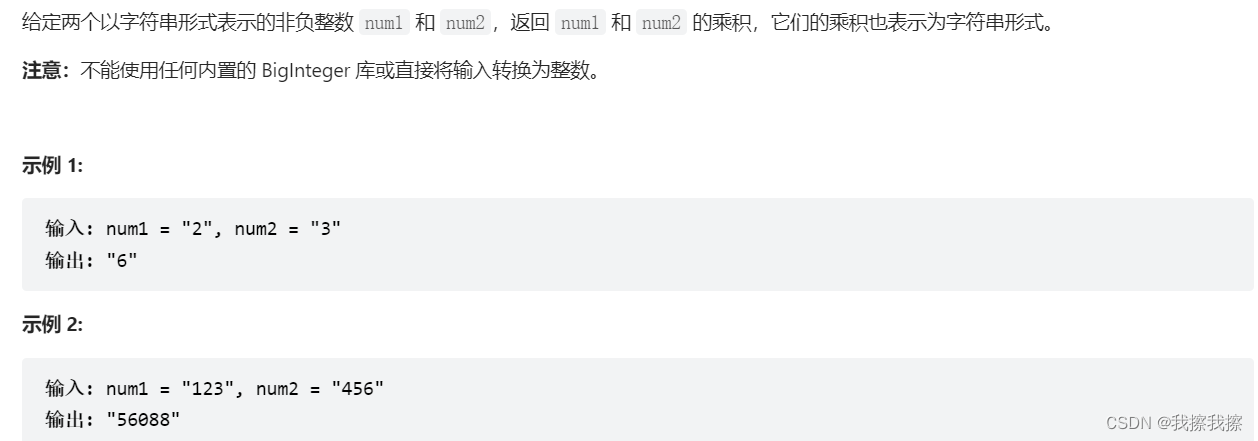 给定两个以字符串形式表示的非负整数 num1 和 num2，返回 num1 和 num2 的乘积，它们的乘积也表示为字符串形式。
注意：不能使用任何内置的 BigInteger 库或直接将输入转换为整数。
示例 1:
输入: num1 = "2", num2 = "3"
输出: "6"
示例 2:
输入: num1 = "123", num2 = "456"
输出: "56088"
CSDN @我擦我擦